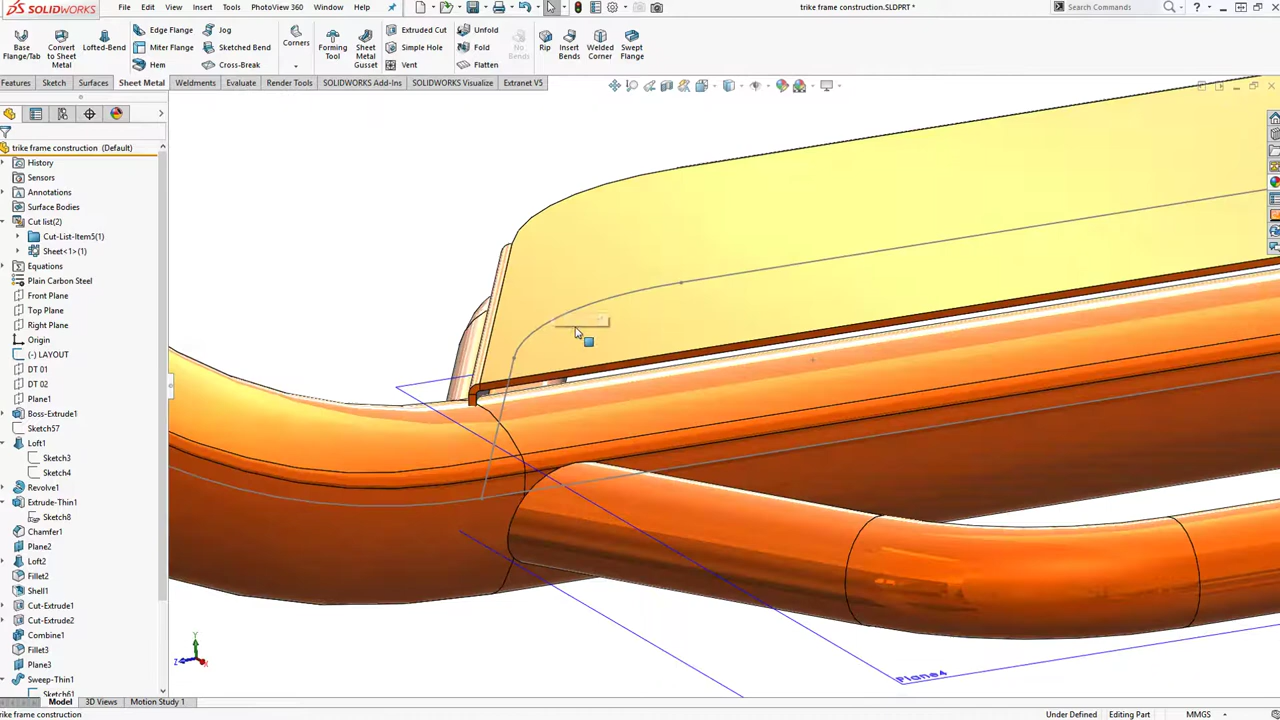 SOLIDWORKS
File Edit View Insert Tools PhotoView 360 Window Help
trike frame construction.SLDPRT *
Search Commands
Base Flange/Tab
Convert to Sheet Metal
Lofted-Bend
Edge Flange
Miter Flange
Hem
Jog
Sketched Bend
Cross-Break
Corners
Forming Tool
Sheet Metal Gusset
Extruded Cut
Simple Hole
Vent
Unfold
Fold
Flatten
No Bends
Rip
Insert Bends
Welded Corner
Swept Flange
Features Sketch Surfaces Sheet Metal Weldments Evaluate Render Tools SOLIDWORKS Add-Ins SOLIDWORKS Visualize Extranet V5
trike frame construction (Default)
History
Sensors
Annotations
Surface Bodies
Cut list(2)
Cut-List-Item5(1)
Sheet<1>(1)
Equations
Plain Carbon Steel
Front Plane
Top Plane
Right Plane
Origin
(-) LAYOUT
DT 01
DT 02
Plane1
Boss-Extrude1
Sketch57
Loft1
Sketch3
Sketch4
Revolve1
Extrude-Thin1
Sketch8
Chamfer1
Plane2
Loft2
Fillet2
Shell1
Cut-Extrude1
Cut-Extrude2
Combine1
Fillet3
Plane3
Sweep-Thin1
Sketch61
Y
Z
X
Plane4
Model 3D Views Motion Study 1
trike frame construction
Under Defined Editing Part MMGS